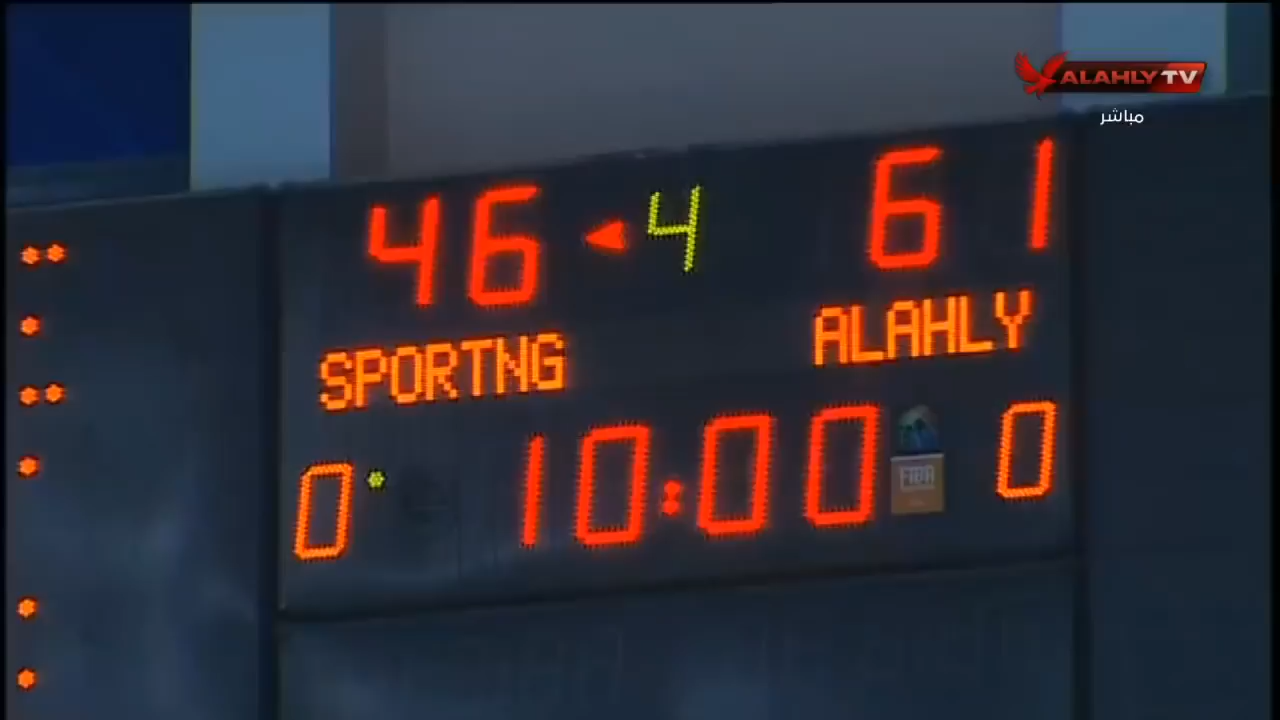 ALAHLY TV
مباشر
46 4 61
SPORTNG ALAHLY
0 10:00 FIBA 0